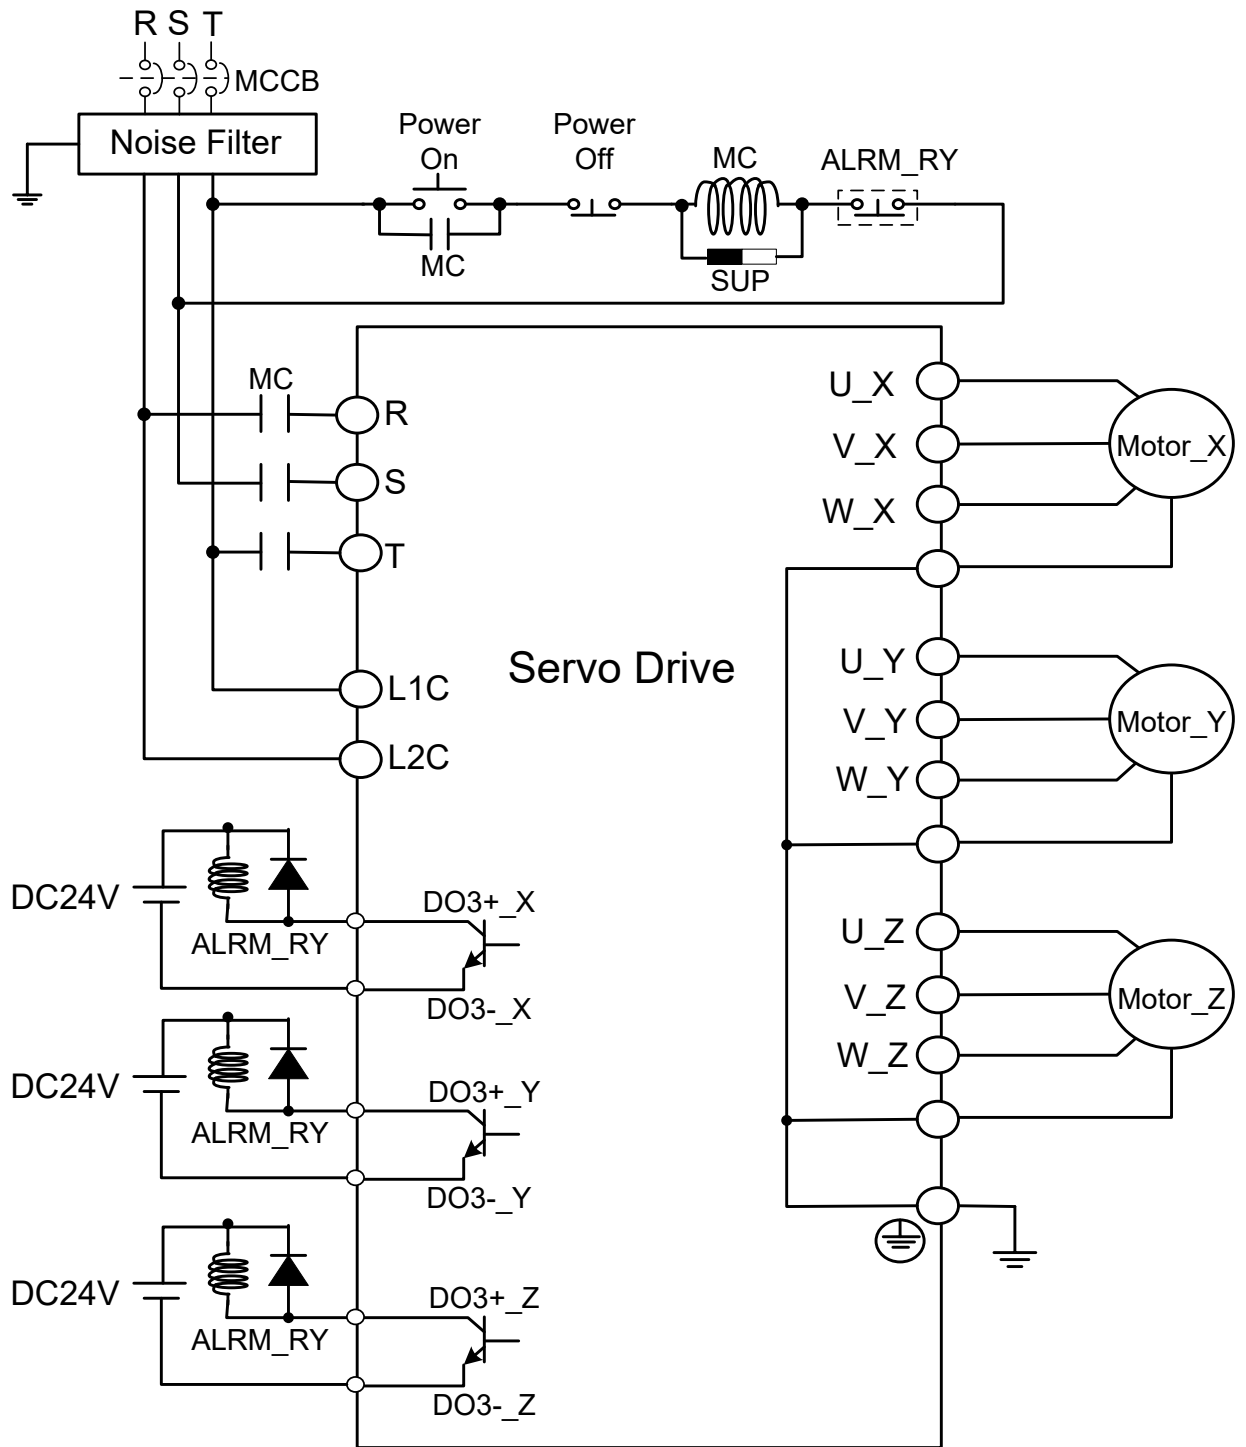 R S T
MCCB
Noise Filter
Power
On
Power
Off
MC
ALRM_RY
MC
SUP
MC
R
S
T
L1C
L2C
Servo Drive
U_X
V_X
W_X
Motor_X
U_Y
V_Y
W_Y
Motor_Y
U_Z
V_Z
W_Z
Motor_Z
DC24V
ALRM_RY
DO3+_X
DO3-_X
DC24V
ALRM_RY
DO3+_Y
DO3-_Y
DC24V
ALRM_RY
DO3+_Z
DO3-_Z